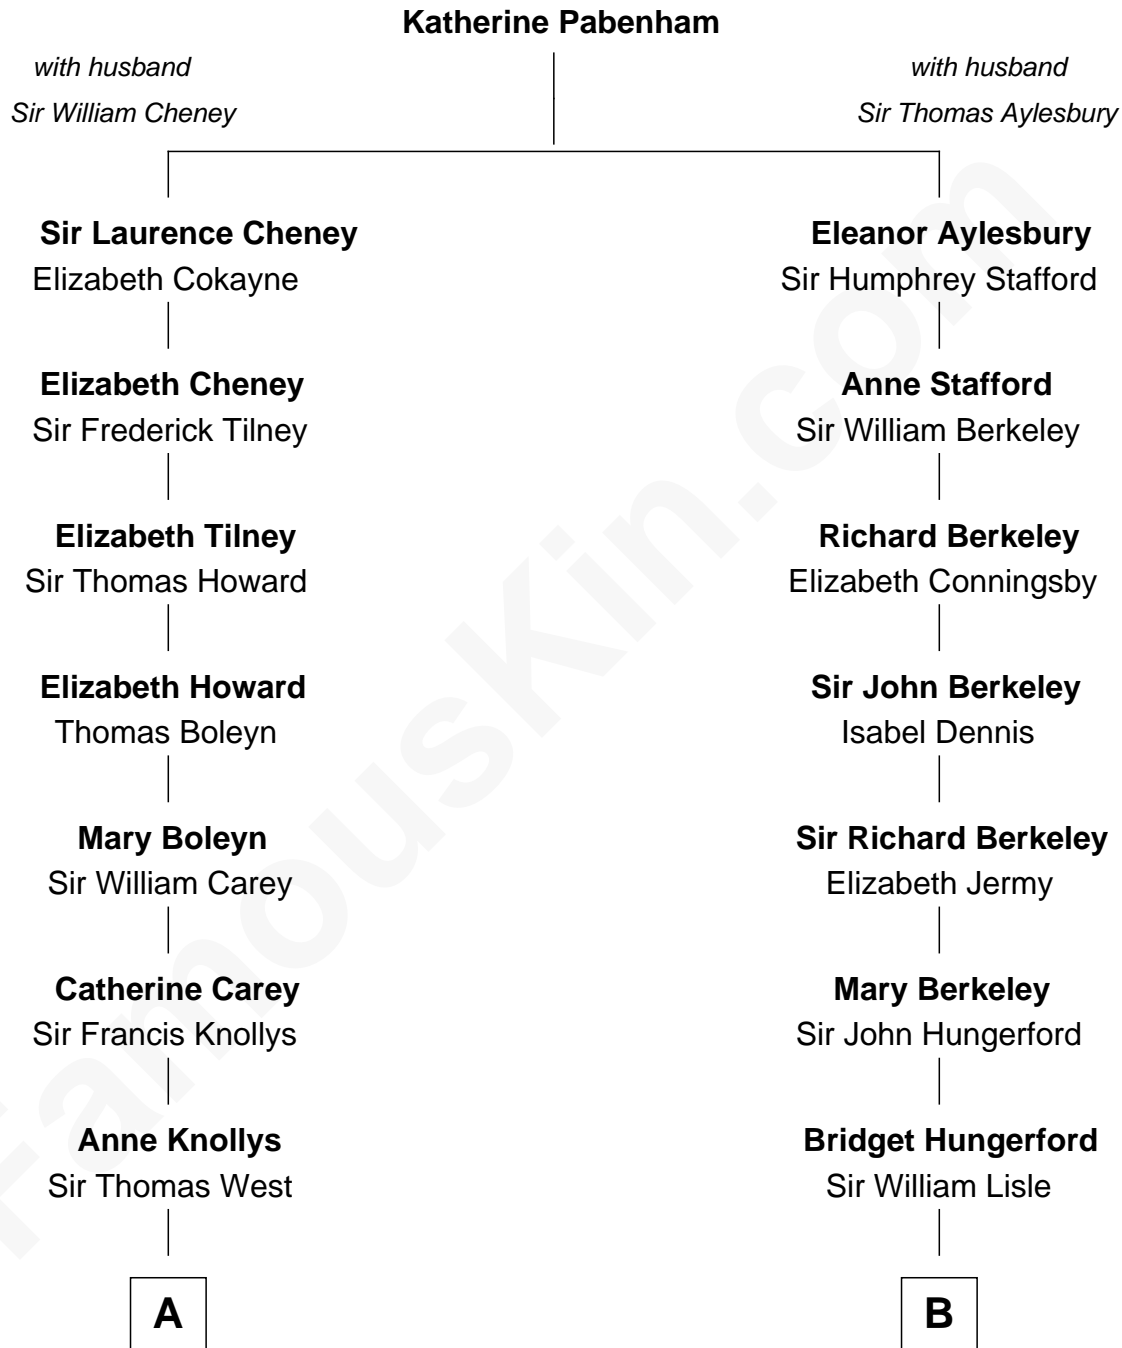 Katherine Pabenham
with husband
Sir William Cheney
with husband
Sir Thomas Aylesbury
Sir Laurence Cheney
Elizabeth Cokayne
Eleanor Aylesbury
Sir Humphrey Stafford
Elizabeth Cheney
Sir Frederick Tilney
Anne Stafford
Sir William Berkeley
Elizabeth Tilney
Sir Thomas Howard
Richard Berkeley
Elizabeth Conningsby
Elizabeth Howard
Thomas Boleyn
Sir John Berkeley
Isabel Dennis
Mary Boleyn
Sir William Carey
Sir Richard Berkeley
Elizabeth Jermy
Catherine Carey
Sir Francis Knollys
Mary Berkeley
Sir John Hungerford
Anne Knollys
Sir Thomas West
Bridget Hungerford
Sir William Lisle
A
B
FamousKin.com